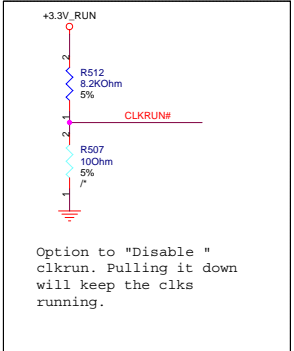 +3.3V_RUN
2
R512
8.2KOhm
5%
1
CLKRUN#
2
R507
10Ohm
5%
/*
1
Option to "Disable "
clkrun. Pulling it down
will keep the clks
running.